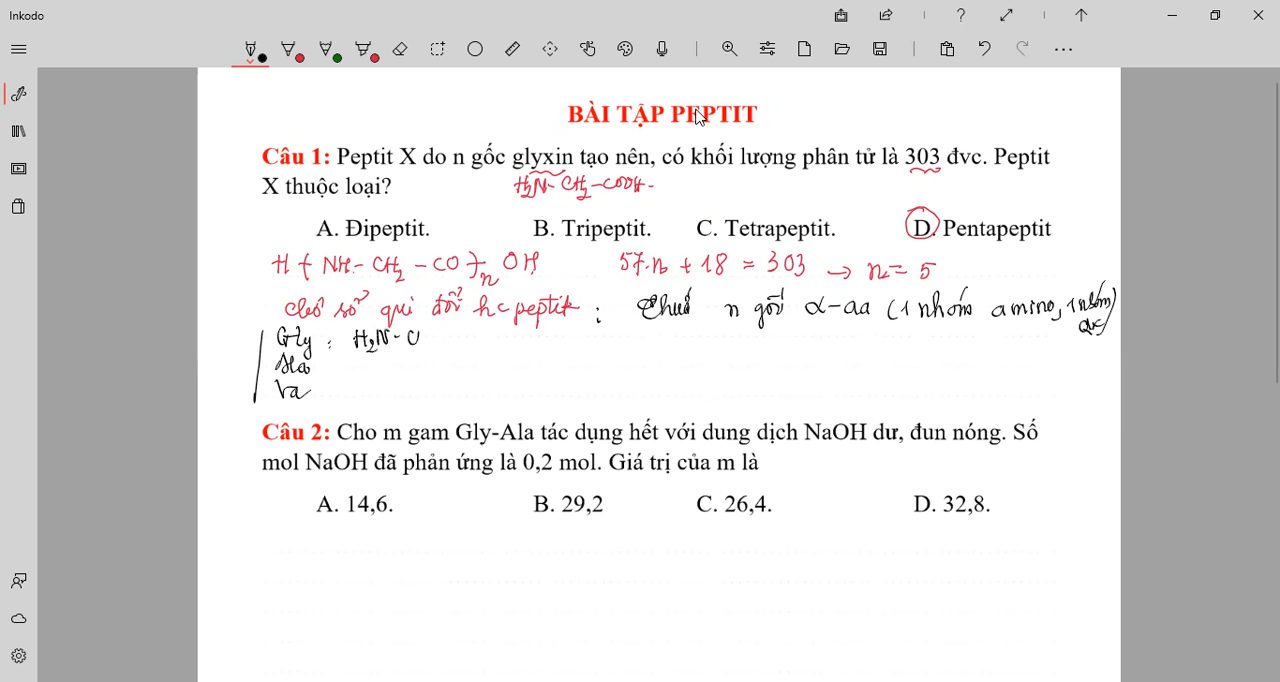 Inkodo
BÀI TẬP PEPTIT
Câu 1: Peptit X do n gốc glyxin tạo nên, có khối lượng phân tử là 303 đvc. Peptit
X thuộc loại?
H₂N-CH₂-COOH-
A. Đipeptit. B. Tripeptit. C. Tetrapeptit. D. Pentapeptit
H ( NH - CH₂ - CO )n OH 57.n + 18 = 303 → n = 5
số qui đổi hc peptit : n gốc α-aa (1 nhóm amino, 1 nhóm
Gly : H₂N-C
Ala
Va
Câu 2: Cho m gam Gly-Ala tác dụng hết với dung dịch NaOH dư, đun nóng. Số
mol NaOH đã phản ứng là 0,2 mol. Giá trị của m là
A. 14,6. B. 29,2 C. 26,4. D. 32,8.